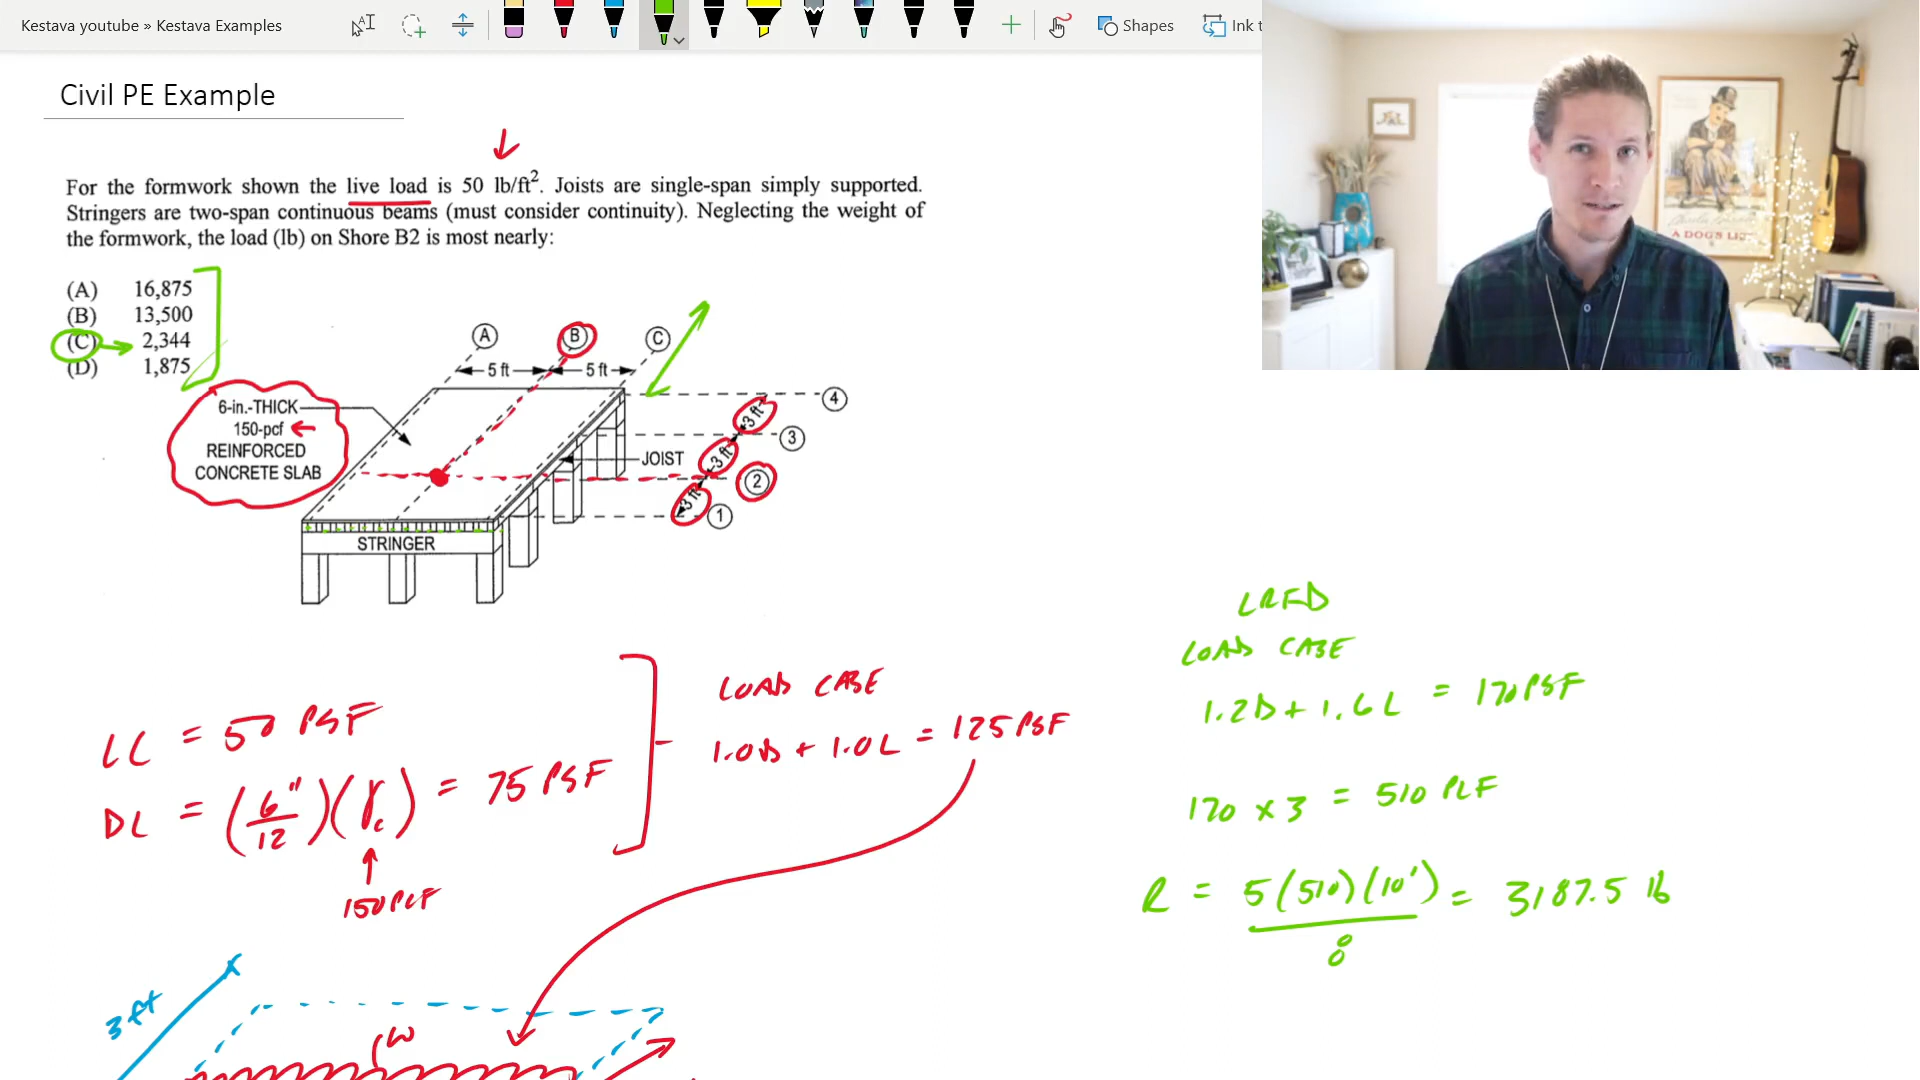 Kestava youtube » Kestava Examples
Shapes
Ink t
Civil PE Example
For the formwork shown the live load is 50 lb/ft². Joists are single-span simply supported.
Stringers are two-span continuous beams (must consider continuity). Neglecting the weight of
the formwork, the load (lb) on Shore B2 is most nearly:
(A) 16,875
(B) 13,500
(C) 2,344
(D) 1,875
A B C
5 ft 5 ft
6-in.-THICK
150-pcf
REINFORCED
CONCRETE SLAB
4
3 ft
3
JOIST
3 ft
2
3 ft
1
STRINGER
A DOG'S LI
LL = 50 PSF
DL = (6"/12)(γc) = 75 PSF
150 PCF
LOAD CASE
1.0D + 1.0L = 125 PSF
LRFD
LOAD CASE
1.2D + 1.6L = 170 PSF
170 x 3 = 510 PLF
R = 5(510)(10')/8 = 3187.5 lb
3 ft
W